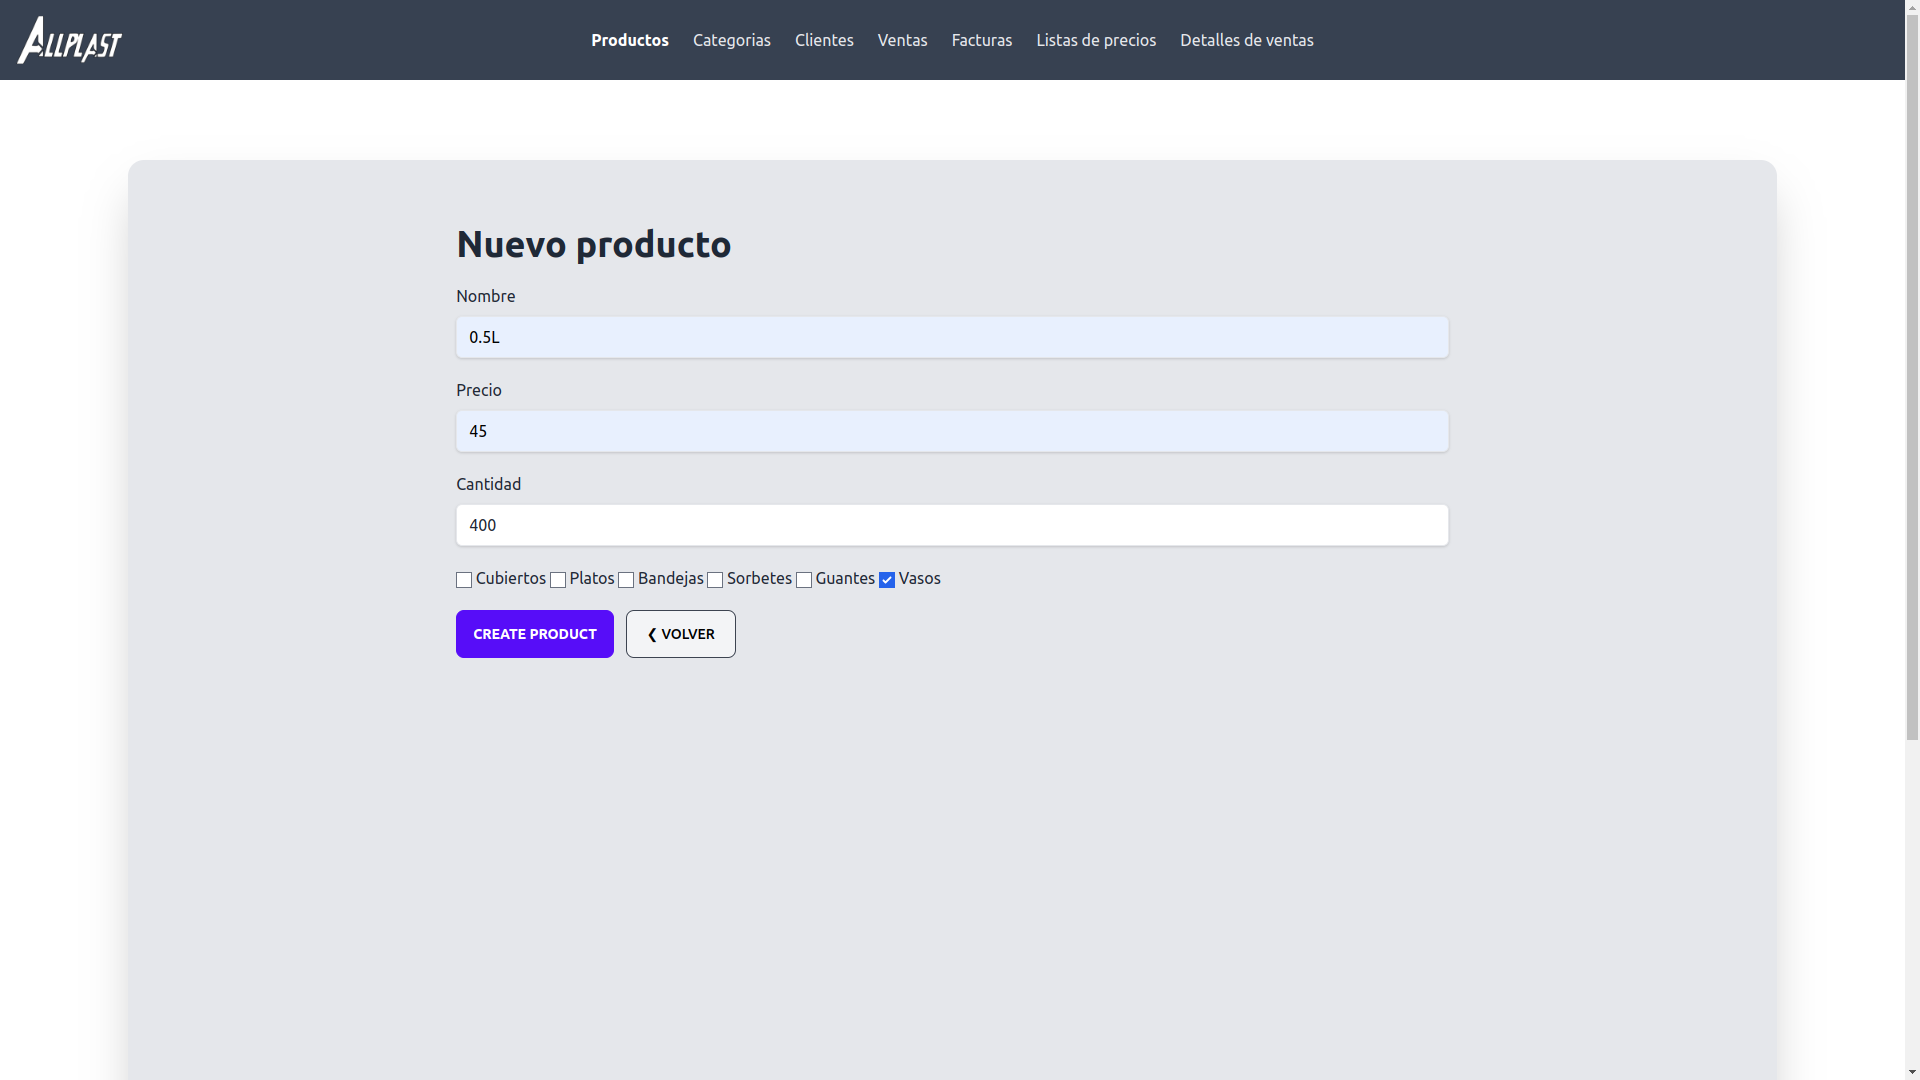 ALLPLAST
Productos Categorias Clientes Ventas Facturas Listas de precios Detalles de ventas
Nuevo producto
Nombre
0.5L
Precio
45
Cantidad
400
Cubiertos Platos Bandejas Sorbetes Guantes Vasos
CREATE PRODUCT ❮ VOLVER